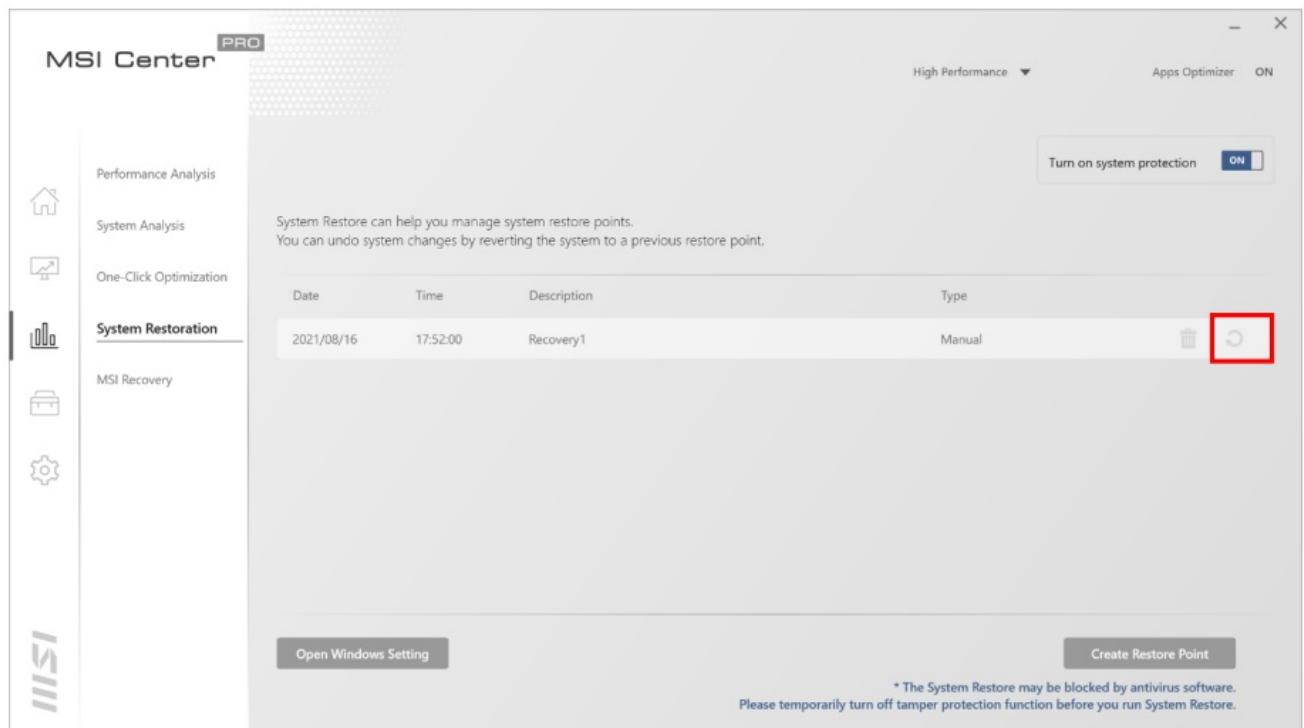 MSI Center PRO
High Performance
Apps Optimizer ON
Turn on system protection ON
Performance Analysis
System Analysis
One-Click Optimization
System Restoration
MSI Recovery
System Restore can help you manage system restore points.
You can undo system changes by reverting the system to a previous restore point.
Date Time Description Type
2021/08/16 17:52:00 Recovery1 Manual
Open Windows Setting
Create Restore Point
* The System Restore may be blocked by antivirus software.
Please temporarily turn off tamper protection function before you run System Restore.
MSI